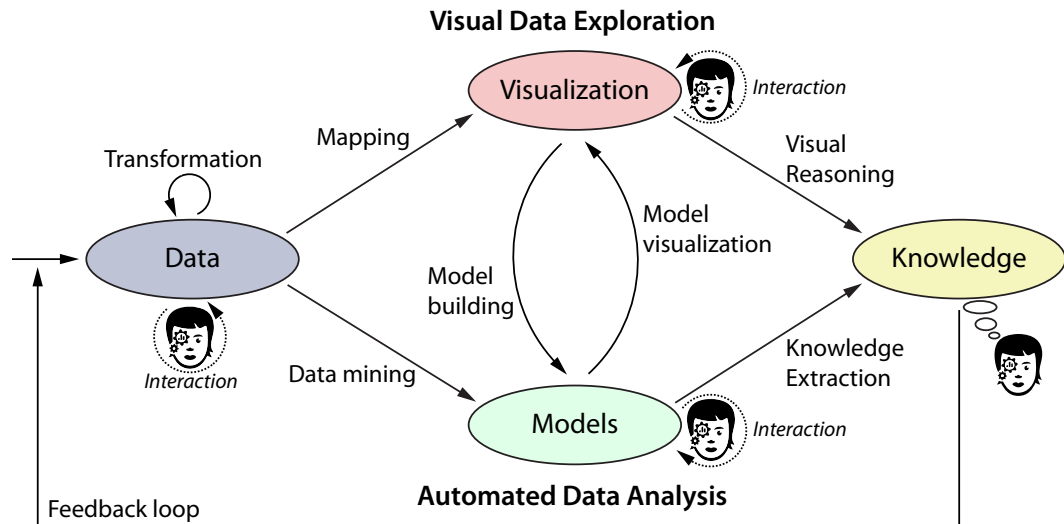 Visual Data Exploration
Visualization
Interaction
Mapping
Transformation
Visual
Reasoning
Model
visualization
Data
Knowledge
Model
building
Interaction
Data mining
Knowledge
Extraction
Models
Interaction
Automated Data Analysis
Feedback loop